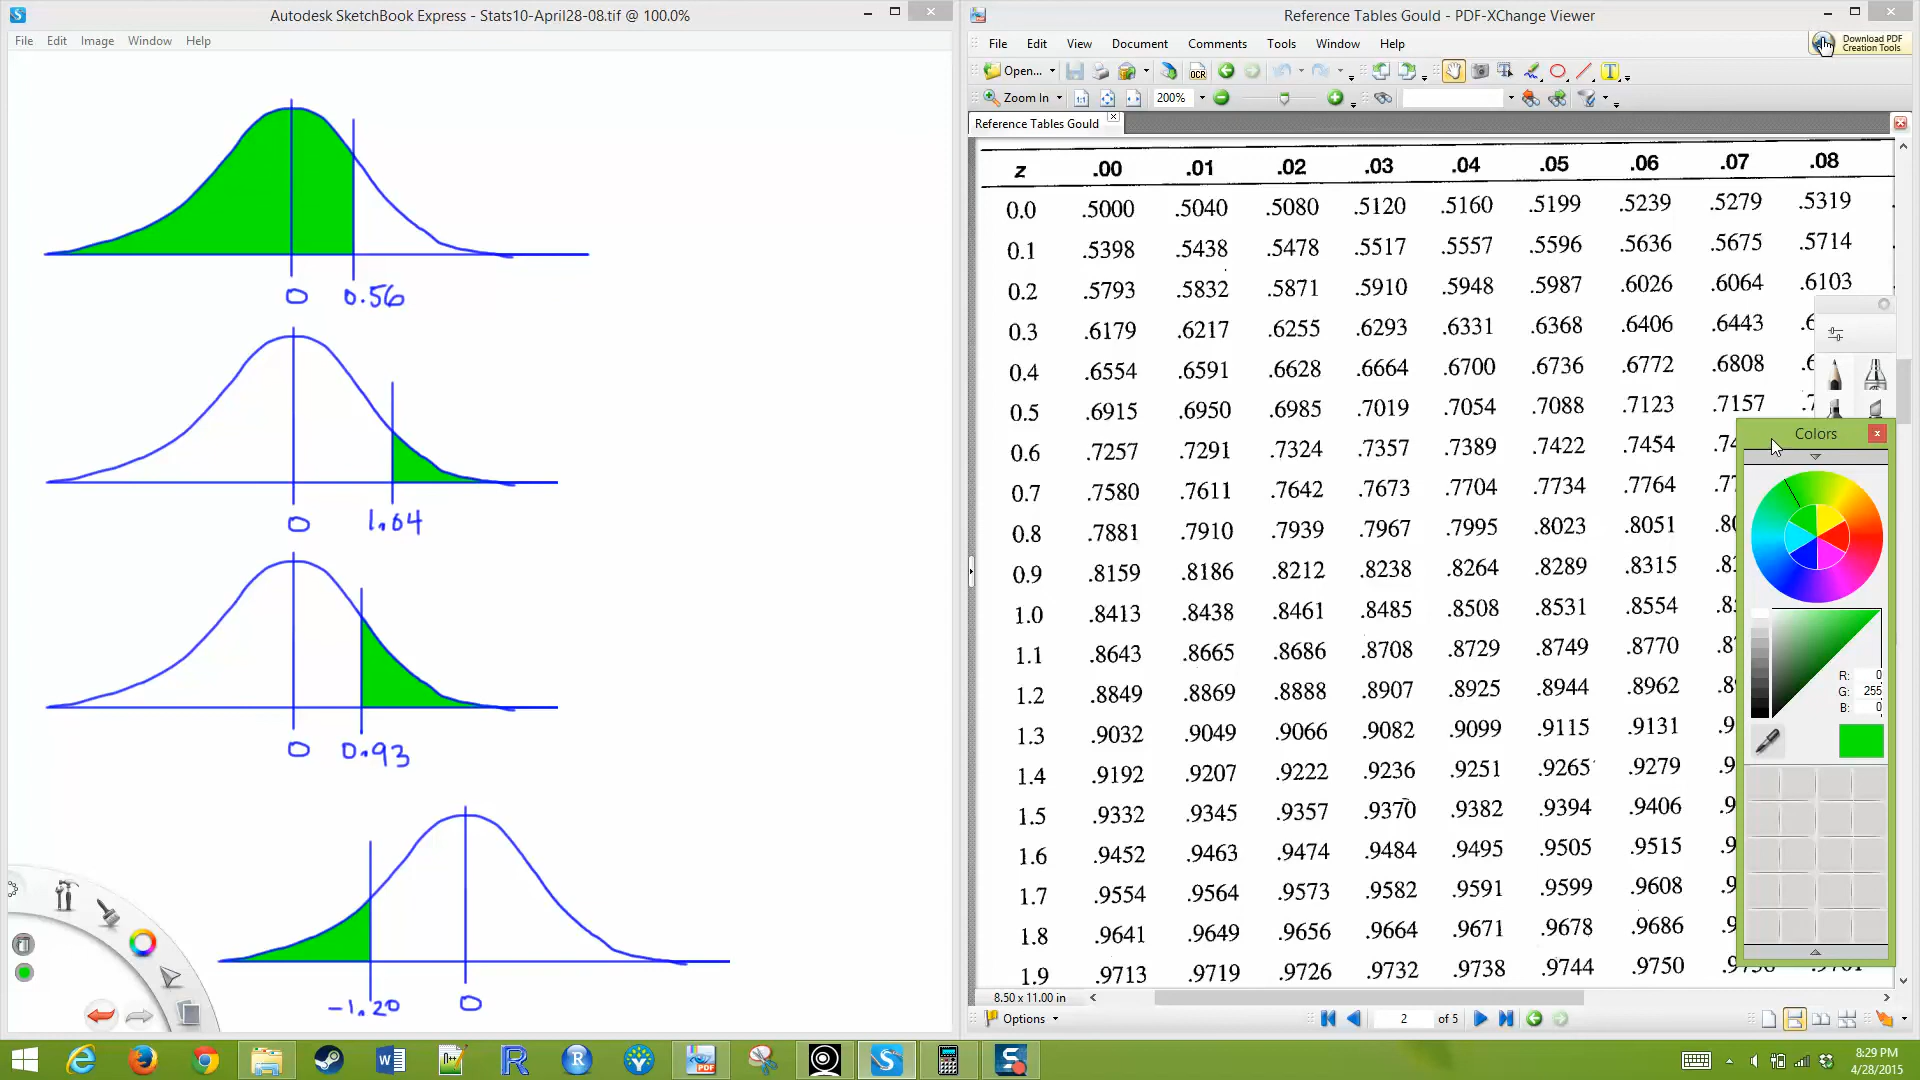 Autodesk SketchBook Express - Stats10-April28-08.tif @ 100.0%
File Edit Image Window Help
0 0.56
0 1.04
0 0.93
-1.20 0
Reference Tables Gould - PDF-XChange Viewer
File Edit View Document Comments Tools Window Help
Download PDF
Creation Tools
Open... OCR
Zoom In 200%
Reference Tables Gould
z .00 .01 .02 .03 .04 .05 .06 .07 .08
0.0 .5000 .5040 .5080 .5120 .5160 .5199 .5239 .5279 .5319
0.1 .5398 .5438 .5478 .5517 .5557 .5596 .5636 .5675 .5714
0.2 .5793 .5832 .5871 .5910 .5948 .5987 .6026 .6064 .6103
0.3 .6179 .6217 .6255 .6293 .6331 .6368 .6406 .6443
0.4 .6554 .6591 .6628 .6664 .6700 .6736 .6772 .6808
0.5 .6915 .6950 .6985 .7019 .7054 .7088 .7123 .7157
0.6 .7257 .7291 .7324 .7357 .7389 .7422 .7454
0.7 .7580 .7611 .7642 .7673 .7704 .7734 .7764
0.8 .7881 .7910 .7939 .7967 .7995 .8023 .8051
0.9 .8159 .8186 .8212 .8238 .8264 .8289 .8315
1.0 .8413 .8438 .8461 .8485 .8508 .8531 .8554
1.1 .8643 .8665 .8686 .8708 .8729 .8749 .8770
1.2 .8849 .8869 .8888 .8907 .8925 .8944 .8962
1.3 .9032 .9049 .9066 .9082 .9099 .9115 .9131
1.4 .9192 .9207 .9222 .9236 .9251 .9265 .9279
1.5 .9332 .9345 .9357 .9370 .9382 .9394 .9406
1.6 .9452 .9463 .9474 .9484 .9495 .9505 .9515
1.7 .9554 .9564 .9573 .9582 .9591 .9599 .9608
1.8 .9641 .9649 .9656 .9664 .9671 .9678 .9686
1.9 .9713 .9719 .9726 .9732 .9738 .9744 .9750
Colors
R: 0
G: 255
B: 0
8.50 x 11.00 in
Options 2 of 5
8:29 PM
4/28/2015